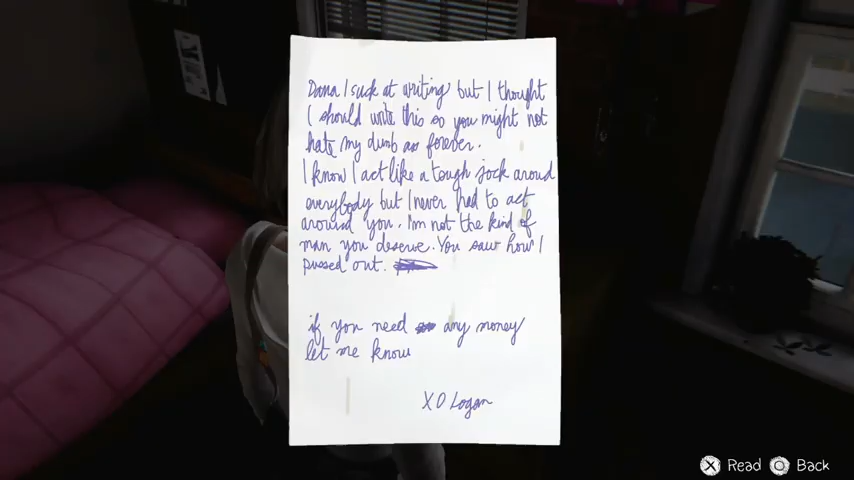 Dana I suck at writing but I thought
I should write this so you might not
hate my dumb ass forever.
I know I act like a tough jock around
everybody but I never had to act
around you. I'm not the kind of
man you deserve. You saw how I
pussed out.
if you need any money
let me know
XO Logan
Read Back